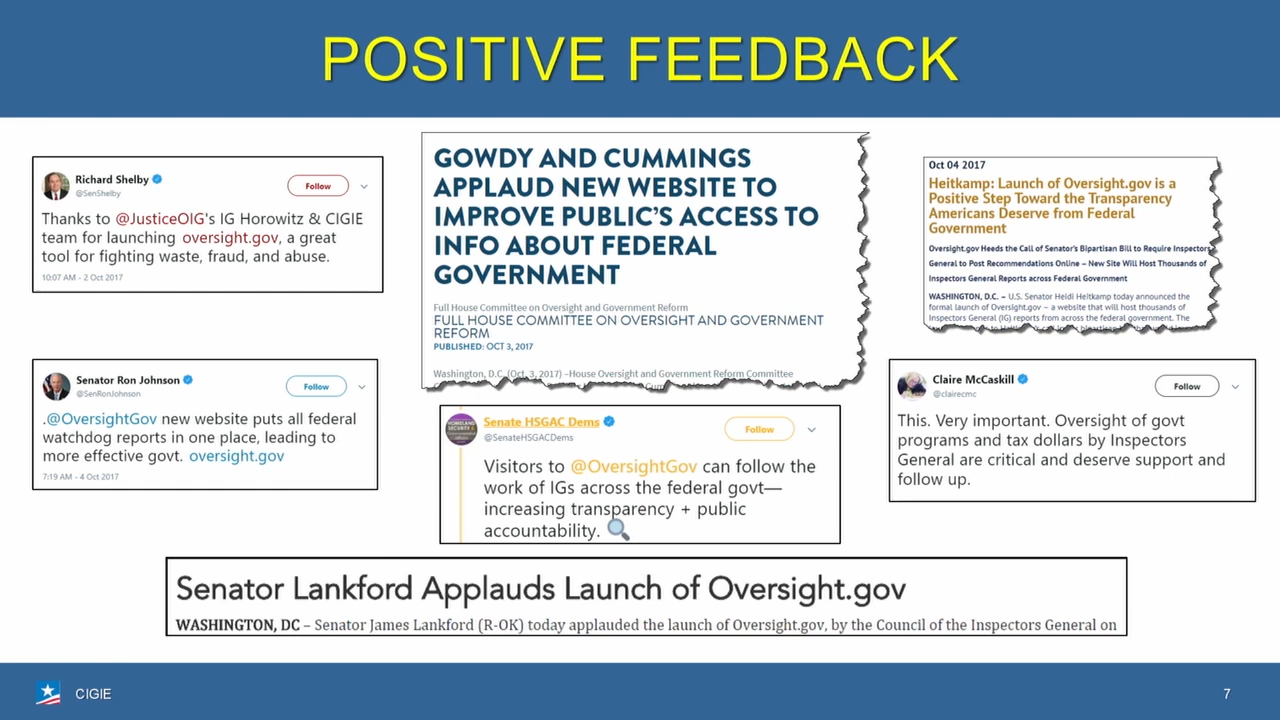 POSITIVE FEEDBACK
Richard Shelby
@SenShelby
Follow
Thanks to @JusticeOIG's IG Horowitz & CIGIE
team for launching oversight.gov, a great
tool for fighting waste, fraud, and abuse.
10:07 AM - 2 Oct 2017
GOWDY AND CUMMINGS
APPLAUD NEW WEBSITE TO
IMPROVE PUBLIC'S ACCESS TO
INFO ABOUT FEDERAL
GOVERNMENT
Full House Committee on Oversight and Government Reform
FULL HOUSE COMMITTEE ON OVERSIGHT AND GOVERNMENT
REFORM
PUBLISHED: OCT 3, 2017
Washington, D.C. (Oct. 3, 2017) –House Oversight and Government Reform Committee
Oct 04 2017
Heitkamp: Launch of Oversight.gov is a
Positive Step Toward the Transparency
Americans Deserve from Federal
Government
Oversight.gov Heeds the Call of Senator's Bipartisan Bill to Require Inspectors
General to Post Recommendations Online – New Site Will Host Thousands of
Inspectors General Reports across Federal Government
WASHINGTON, D.C. – U.S. Senator Heidi Heitkamp today announced the
formal launch of Oversight.gov – a website that will host thousands of
Inspectors General (IG) reports from across the federal government. The
Senator Ron Johnson
@SenRonJohnson
Follow
.@OversightGov new website puts all federal
watchdog reports in one place, leading to
more effective govt. oversight.gov
7:19 AM - 4 Oct 2017
Senate HSGAC Dems
@SenateHSGACDems
Follow
Visitors to @OversightGov can follow the
work of IGs across the federal govt—
increasing transparency + public
accountability.
Claire McCaskill
@clairecmc
Follow
This. Very important. Oversight of govt
programs and tax dollars by Inspectors
General are critical and deserve support and
follow up.
Senator Lankford Applauds Launch of Oversight.gov
WASHINGTON, DC – Senator James Lankford (R-OK) today applauded the launch of Oversight.gov, by the Council of the Inspectors General on
CIGIE
7